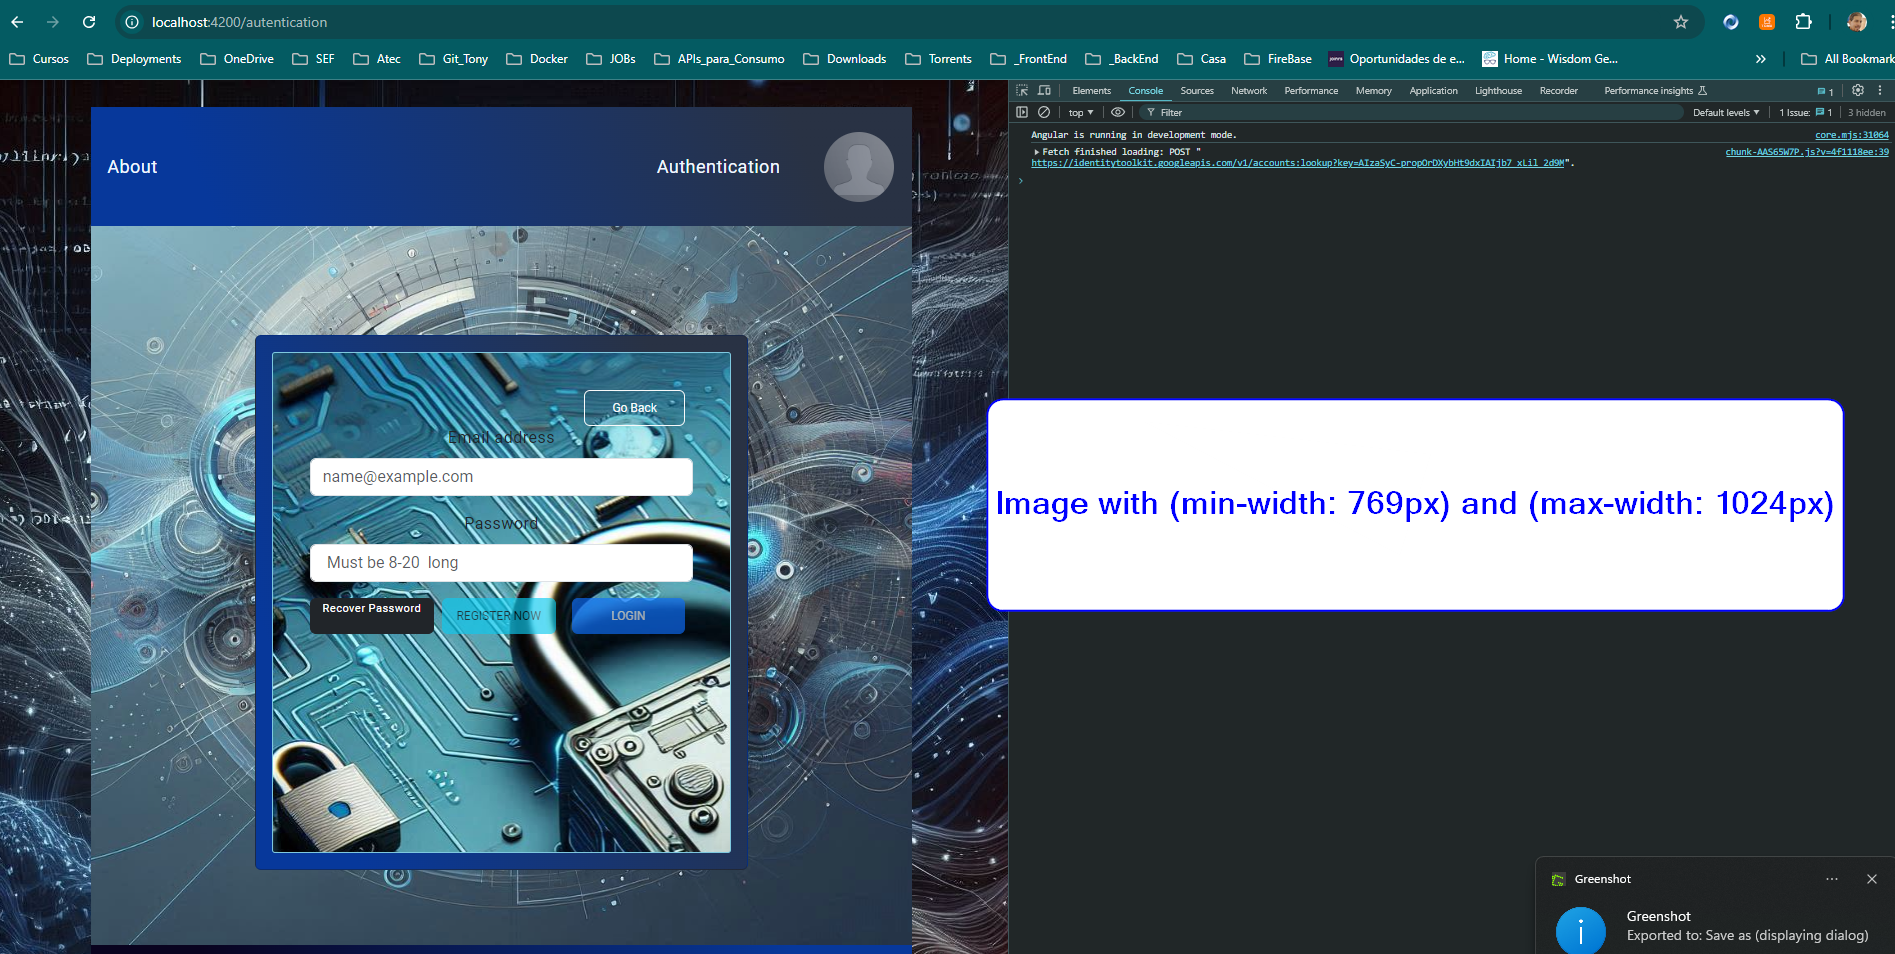 localhost:4200/autentication
Cursos Deployments OneDrive SEF Atec Git_Tony Docker JOBs APIs_para_Consumo Downloads Torrents _FrontEnd _BackEnd Casa FireBase Oportunidades de e... Home - Wisdom Ge... » All Bookmark
Elements Console Sources Network Performance Memory Application Lighthouse Recorder Performance insights 1
top Filter Default levels 1 Issue: 1 3 hidden
Angular is running in development mode. core.mjs:31064
Fetch finished loading: POST " chunk-AAS65W7P.js?v=4f1118ee:39
https://identitytoolkit.googleapis.com/v1/accounts:lookup?key=AIzaSyC-propOrDXybHt9dxIAIjb7_xLil_2d9M".
About Authentication
Go Back
Email address
name@example.com
Password
Must be 8-20 long
Recover Password REGISTER NOW LOGIN
Image with (min-width: 769px) and (max-width: 1024px)
Greenshot
Greenshot
Exported to: Save as (displaying dialog)